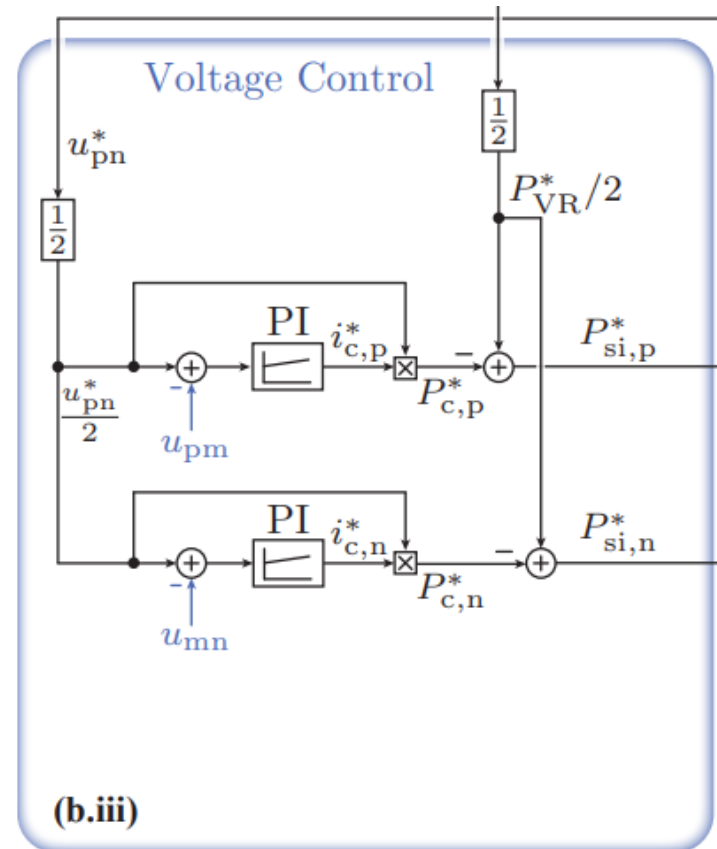 Voltage Control
u*pn
1/2
1/2
P*VR/2
PI
i*c,p
P*si,p
-
-
u*pn/2
upm
P*c,p
PI
i*c,n
P*si,n
-
-
umn
P*c,n
(b.iii)